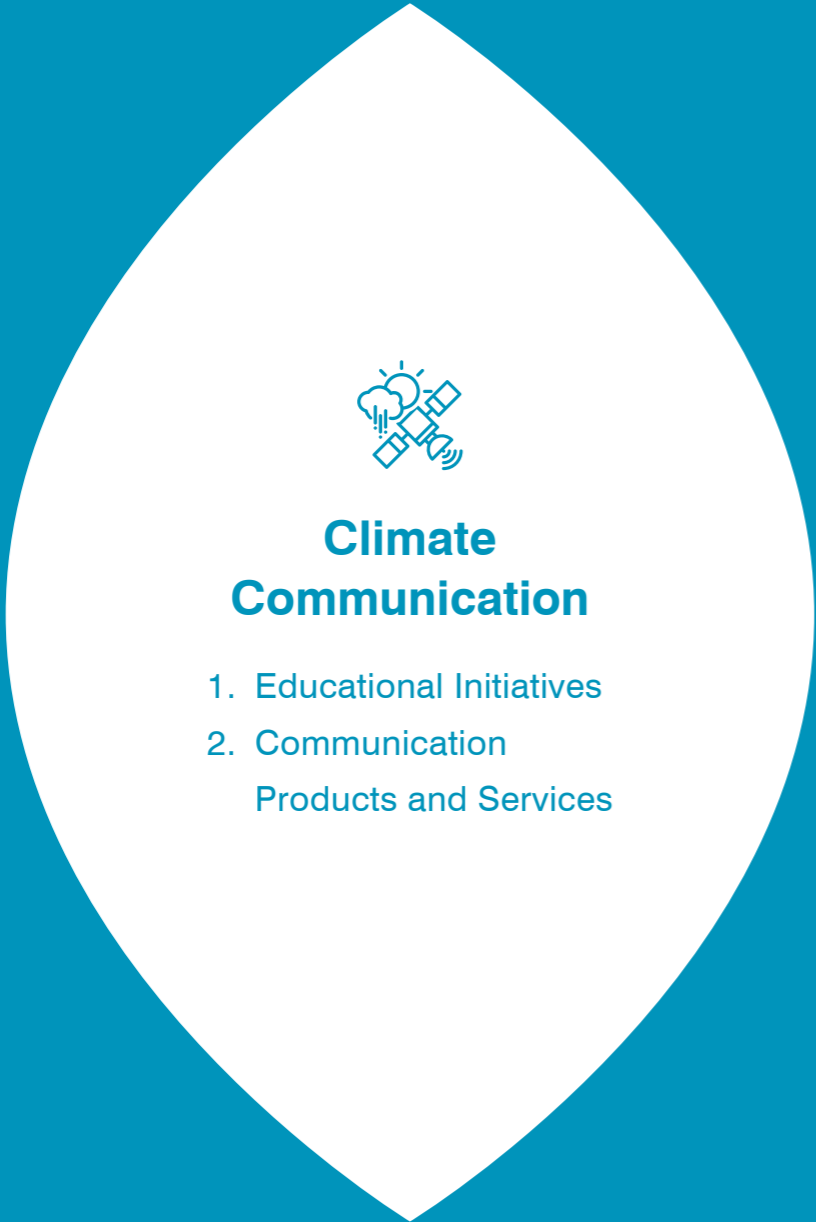 Climate
Communication
1. Educational Initiatives
2. Communication
Products and Services